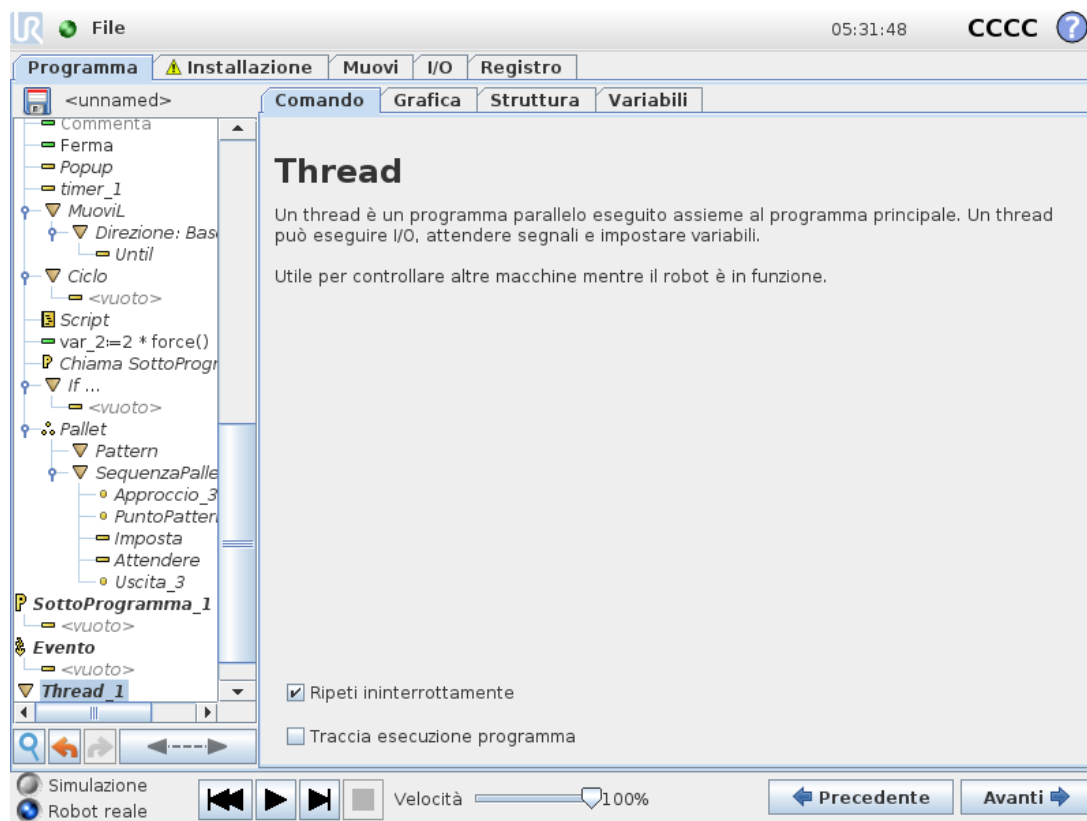 UR
File
05:31:48
CCCC
?
Programma
Installazione
Muovi
I/O
Registro
<unnamed>
Comando
Grafica
Struttura
Variabili
Commenta
Ferma
Popup
timer_1
MuoviL
Direzione: Bas
Until
Ciclo
<vuoto>
Script
var_2:=2 * force()
P Chiama SottoProgr
If ...
<vuoto>
Pallet
Pattern
SequenzaPalle
Approccio_3
PuntoPatter
Imposta
Attendere
Uscita_3
P SottoProgramma_1
<vuoto>
Evento
<vuoto>
Thread_1
Thread
Un thread è un programma parallelo eseguito assieme al programma principale. Un thread
può eseguire I/O, attendere segnali e impostare variabili.
Utile per controllare altre macchine mentre il robot è in funzione.
Ripeti ininterrottamente
Traccia esecuzione programma
Simulazione
Robot reale
Velocità
100%
Precedente
Avanti